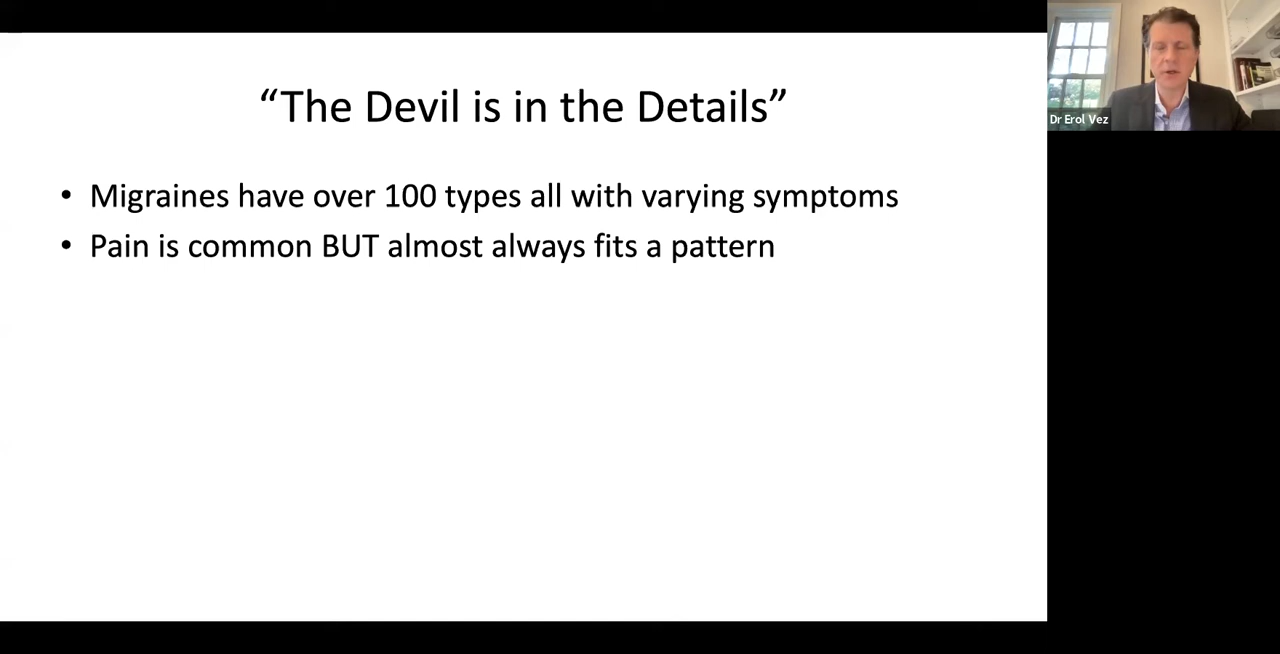 “The Devil is in the Details”
• Migraines have over 100 types all with varying symptoms
• Pain is common BUT almost always fits a pattern
Dr Erol Vez